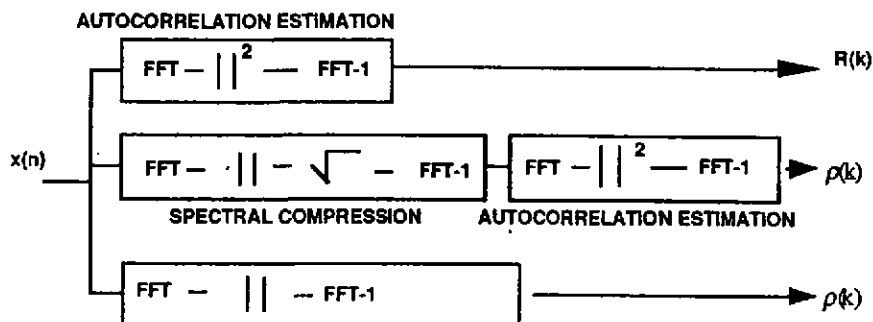 AUTOCORRELATION ESTIMATION
FFT — | |² — FFT-1
R(k)
x(n)
FFT — | | — √ — FFT-1
FFT — | |² — FFT-1
ρ(k)
SPECTRAL COMPRESSION
AUTOCORRELATION ESTIMATION
FFT — | | — FFT-1
ρ(k)